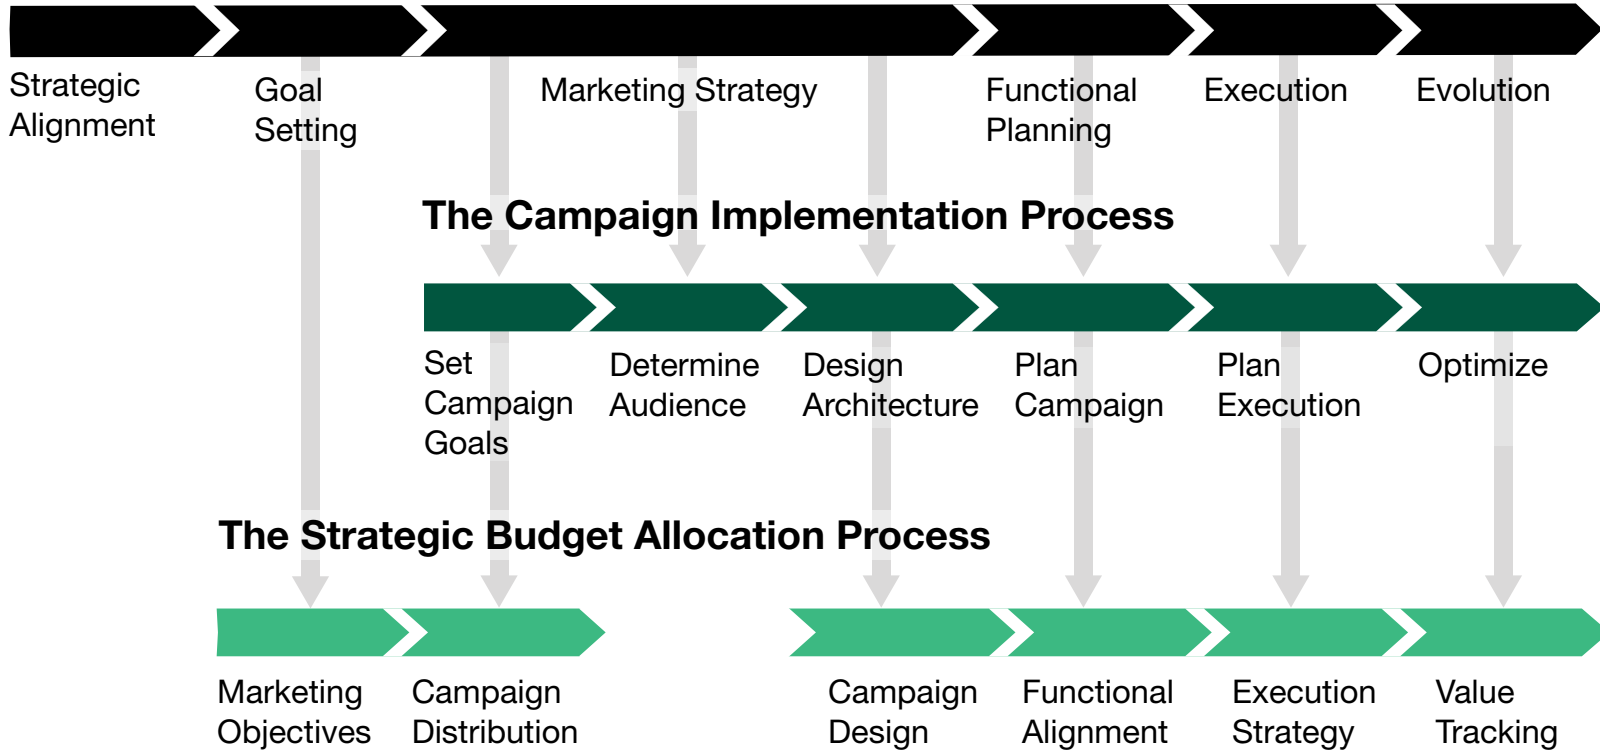 Strategic
Alignment
Goal
Setting
Marketing Strategy
Functional
Planning
Execution
Evolution
The Campaign Implementation Process
Set
Campaign
Goals
Determine
Audience
Design
Architecture
Plan
Campaign
Plan
Execution
Optimize
The Strategic Budget Allocation Process
Marketing
Objectives
Campaign
Distribution
Campaign
Design
Functional
Alignment
Execution
Strategy
Value
Tracking